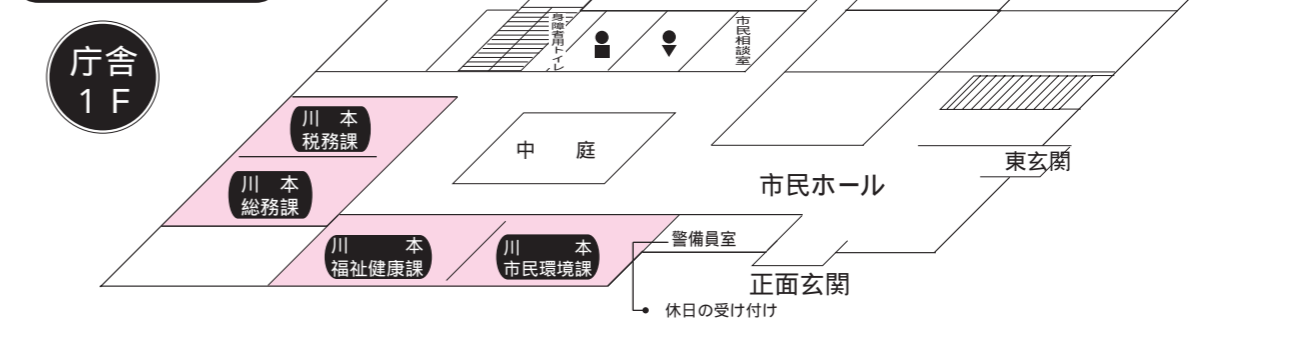 庁舎
1F
身障者用トイレ
市民相談室
川本
税務課
中庭
東玄関
市民ホール
川本
総務課
川本
福祉健康課
川本
市民環境課
警備員室
正面玄関
休日の受け付け